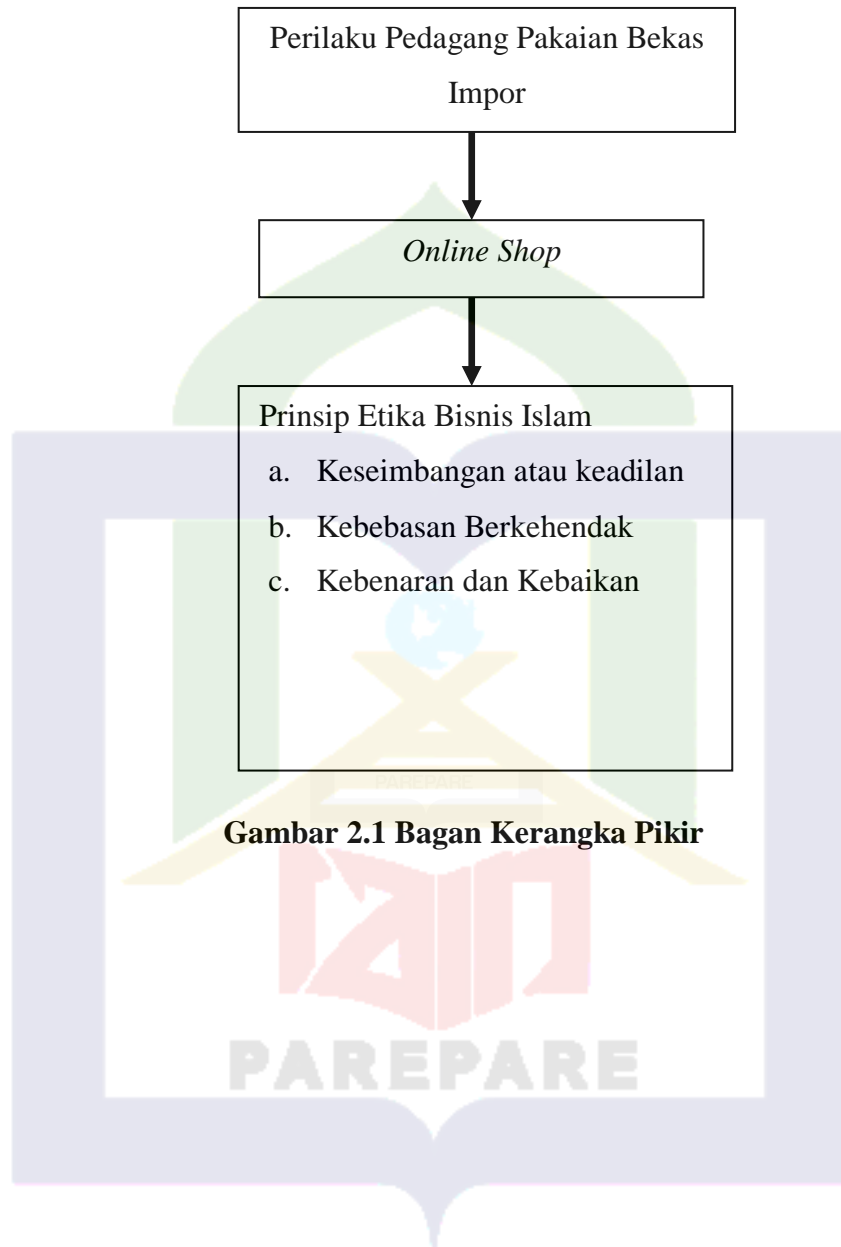 Perilaku Pedagang Pakaian Bekas
Impor
Online Shop
Prinsip Etika Bisnis Islam
a. Keseimbangan atau keadilan
b. Kebebasan Berkehendak
c. Kebenaran dan Kebaikan
PAREPARE
Gambar 2.1 Bagan Kerangka Pikir
PAREPARE